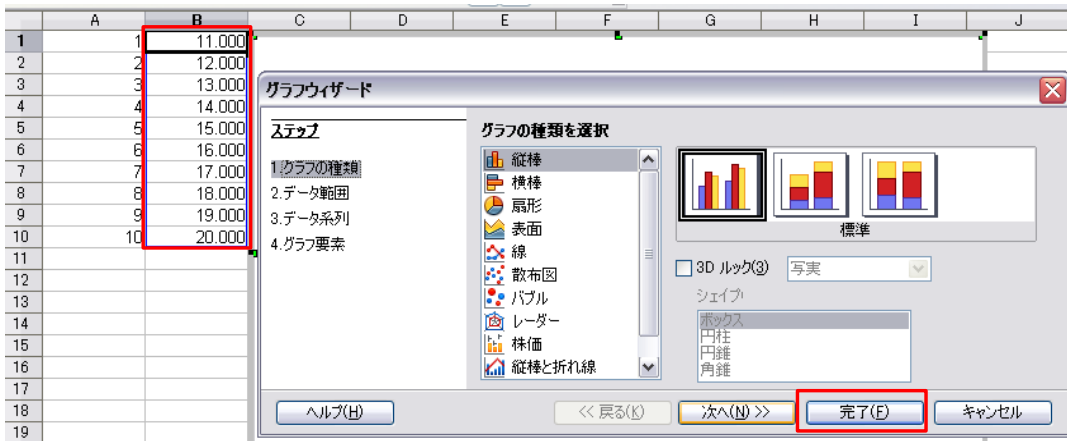 A B C D E F G H I J
1 1 11.000
2 2 12.000
3 3 13.000
4 4 14.000
5 5 15.000
6 6 16.000
7 7 17.000
8 8 18.000
9 9 19.000
10 10 20.000
11
12
13
14
15
16
17
18
19
グラフウィザード
ステップ
1.グラフの種類
2.データ範囲
3.データ系列
4.グラフ要素
グラフの種類を選択
縦棒
横棒
扇形
表面
線
散布図
バブル
レーダー
株価
縦棒と折れ線
標準
3D ルック(3) 写実
シェイプ
ボックス
円柱
円錐
角錐
ヘルプ(H) << 戻る(K) 次へ(N) >> 完了(F) キャンセル